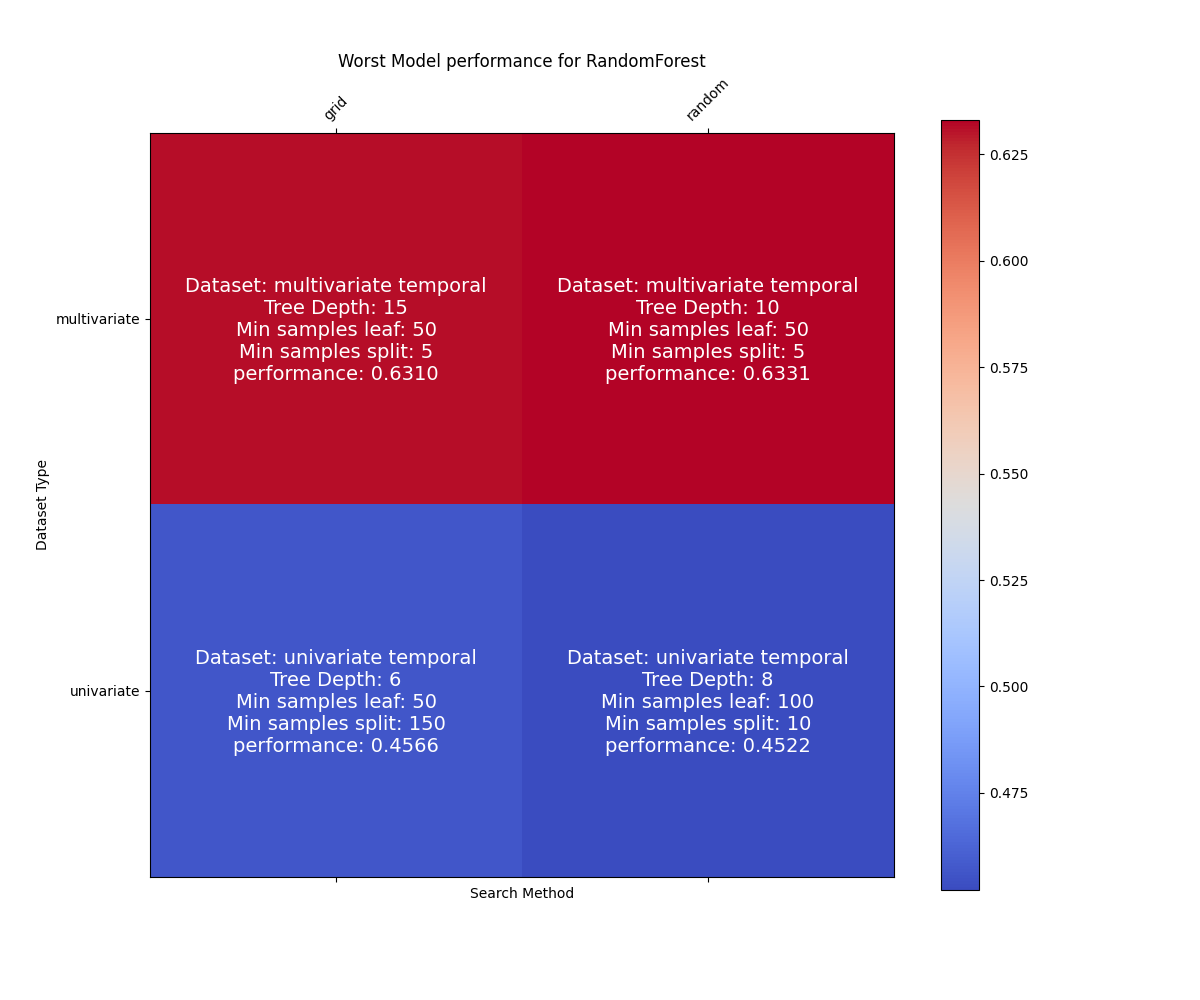 Worst Model performance for RandomForest
grid
random
multivariate
univariate
Dataset Type
Search Method
Dataset: multivariate temporal
Tree Depth: 15
Min samples leaf: 50
Min samples split: 5
performance: 0.6310
Dataset: multivariate temporal
Tree Depth: 10
Min samples leaf: 50
Min samples split: 5
performance: 0.6331
Dataset: univariate temporal
Tree Depth: 6
Min samples leaf: 50
Min samples split: 150
performance: 0.4566
Dataset: univariate temporal
Tree Depth: 8
Min samples leaf: 100
Min samples split: 10
performance: 0.4522
0.625
0.600
0.575
0.550
0.525
0.500
0.475